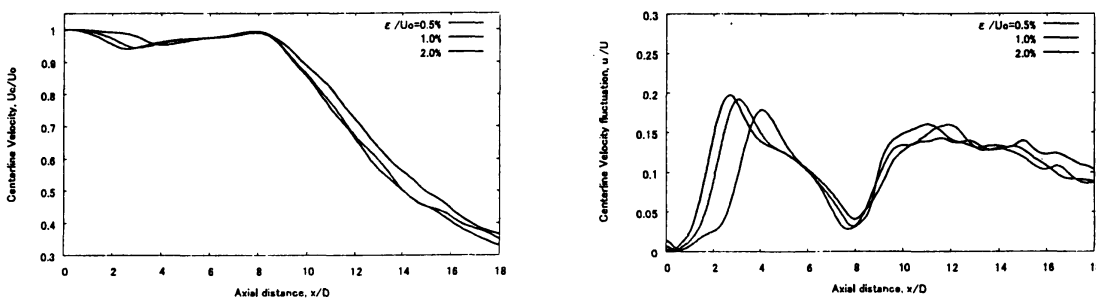 ε/Uo=0.5%
1.0%
2.0%
1
0.9
0.8
0.7
0.6
0.5
0.4
0.3
Centerline Velocity, Uc/Uo
0 2 4 6 8 10 12 14 16 18
Axial distance, x/D
ε/Uo=0.5%
1.0%
2.0%
0.3
0.25
0.2
0.15
0.1
0.05
0
Centerline Velocity fluctuation, u'/U
0 2 4 6 8 10 12 14 16 18
Axial distance, x/D